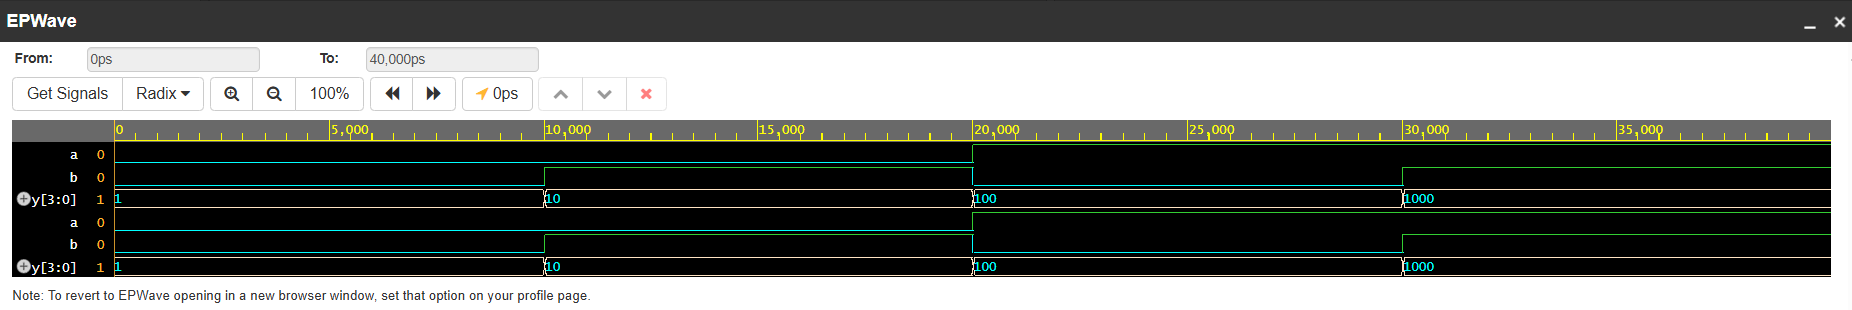 EPWave
From: 0ps To: 40,000ps
Get Signals Radix 100% 0ps
0 5,000 10,000 15,000 20,000 25,000 30,000 35,000
a 0
b 0
y[3:0] 1 1 10 100 1000
a 0
b 0
y[3:0] 1 1 10 100 1000
Note: To revert to EPWave opening in a new browser window, set that option on your profile page.